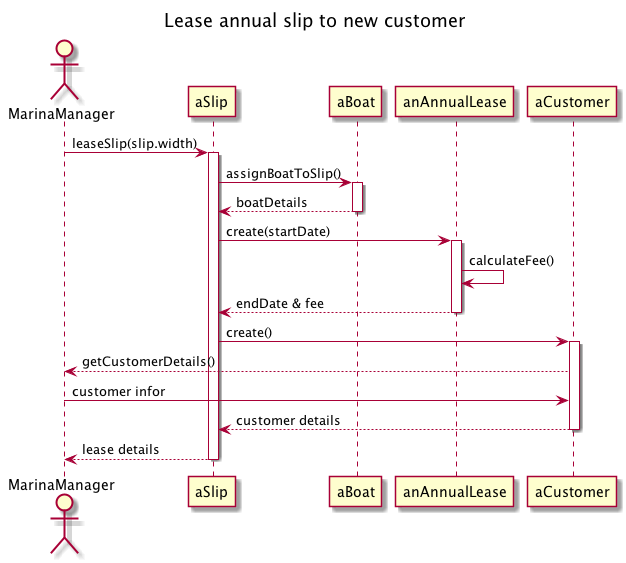 Lease annual slip to new customer
MarinaManager
aSlip
aBoat
anAnnualLease
aCustomer
leaseSlip(slip.width)
assignBoatToSlip()
boatDetails
create(startDate)
calculateFee()
endDate & fee
create()
getCustomerDetails()
customer infor
customer details
lease details
MarinaManager
aSlip
aBoat
anAnnualLease
aCustomer